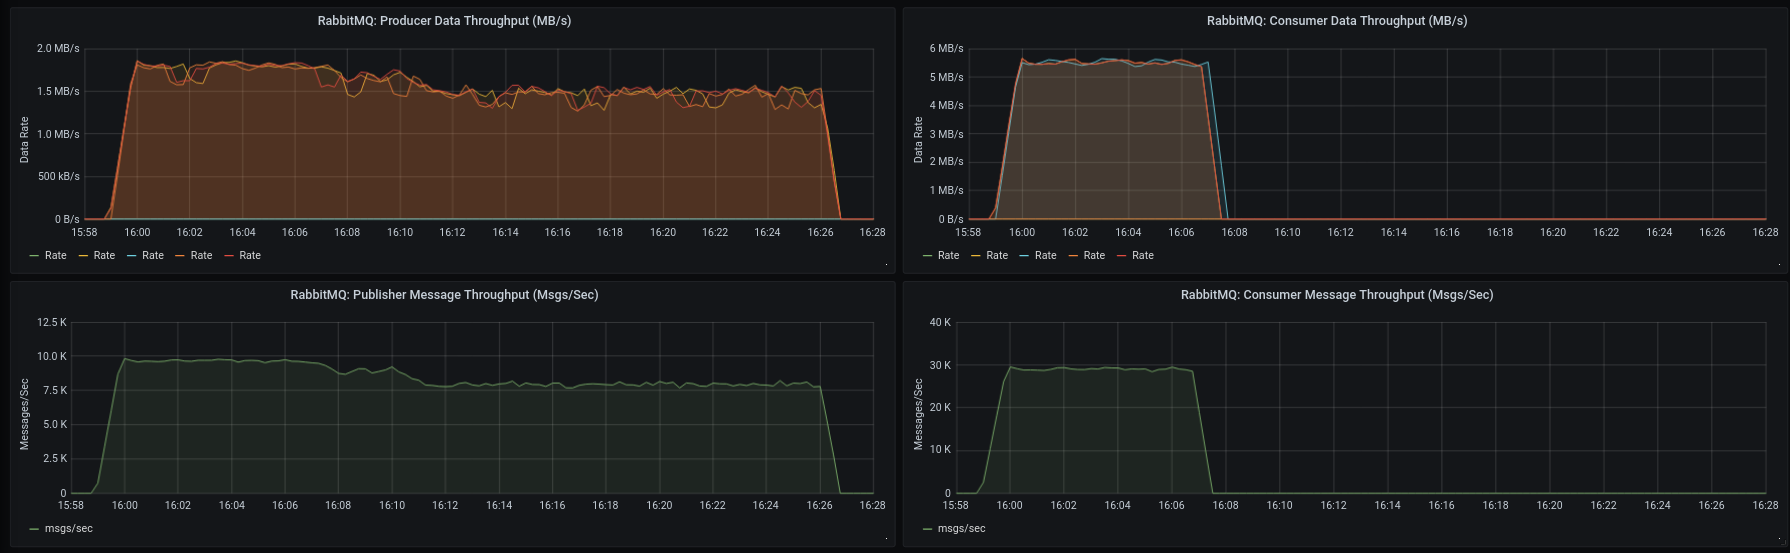 RabbitMQ: Producer Data Throughput (MB/s)
Data Rate
2.0 MB/s
1.5 MB/s
1.0 MB/s
500 kB/s
0 B/s
15:58 16:00 16:02 16:04 16:06 16:08 16:10 16:12 16:14 16:16 16:18 16:20 16:22 16:24 16:26 16:28
Rate Rate Rate Rate Rate
RabbitMQ: Consumer Data Throughput (MB/s)
Data Rate
6 MB/s
5 MB/s
4 MB/s
3 MB/s
2 MB/s
1 MB/s
0 B/s
15:58 16:00 16:02 16:04 16:06 16:08 16:10 16:12 16:14 16:16 16:18 16:20 16:22 16:24 16:26 16:28
Rate Rate Rate Rate Rate
RabbitMQ: Publisher Message Throughput (Msgs/Sec)
Messages/Sec
12.5 K
10.0 K
7.5 K
5.0 K
2.5 K
0
15:58 16:00 16:02 16:04 16:06 16:08 16:10 16:12 16:14 16:16 16:18 16:20 16:22 16:24 16:26 16:28
msgs/sec
RabbitMQ: Consumer Message Throughput (Msgs/Sec)
Messages/Sec
40 K
30 K
20 K
10 K
0
15:58 16:00 16:02 16:04 16:06 16:08 16:10 16:12 16:14 16:16 16:18 16:20 16:22 16:24 16:26 16:28
msgs/sec